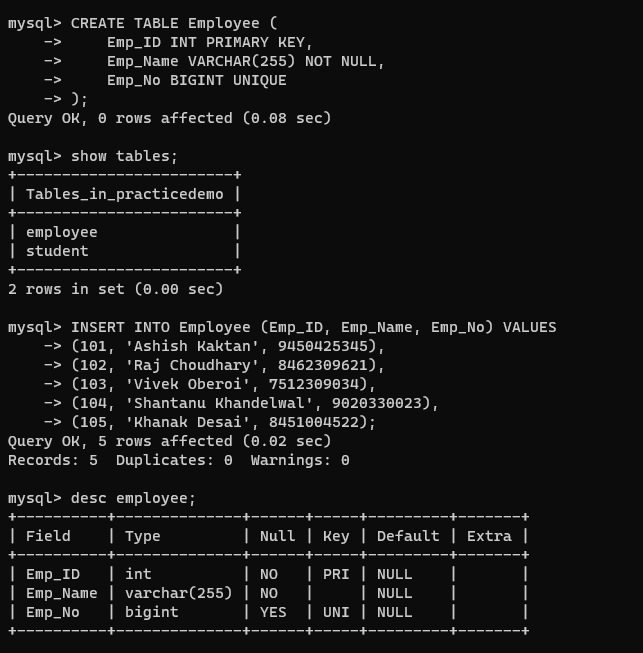 mysql> CREATE TABLE Employee (
    ->     Emp_ID INT PRIMARY KEY,
    ->     Emp_Name VARCHAR(255) NOT NULL,
    ->     Emp_No BIGINT UNIQUE
    -> );
Query OK, 0 rows affected (0.08 sec)

mysql> show tables;
+------------------------+
| Tables_in_practicedemo |
+------------------------+
| employee               |
| student                |
+------------------------+
2 rows in set (0.00 sec)

mysql> INSERT INTO Employee (Emp_ID, Emp_Name, Emp_No) VALUES
    -> (101, 'Ashish Kaktan', 9450425345),
    -> (102, 'Raj Choudhary', 8462309621),
    -> (103, 'Vivek Oberoi', 7512309034),
    -> (104, 'Shantanu Khandelwal', 9020330023),
    -> (105, 'Khanak Desai', 8451004522);
Query OK, 5 rows affected (0.02 sec)
Records: 5  Duplicates: 0  Warnings: 0

mysql> desc employee;
+----------+--------------+------+-----+---------+-------+
| Field    | Type         | Null | Key | Default | Extra |
+----------+--------------+------+-----+---------+-------+
| Emp_ID   | int          | NO   | PRI | NULL    |       |
| Emp_Name | varchar(255) | NO   |     | NULL    |       |
| Emp_No   | bigint       | YES  | UNI | NULL    |       |
+----------+--------------+------+-----+---------+-------+